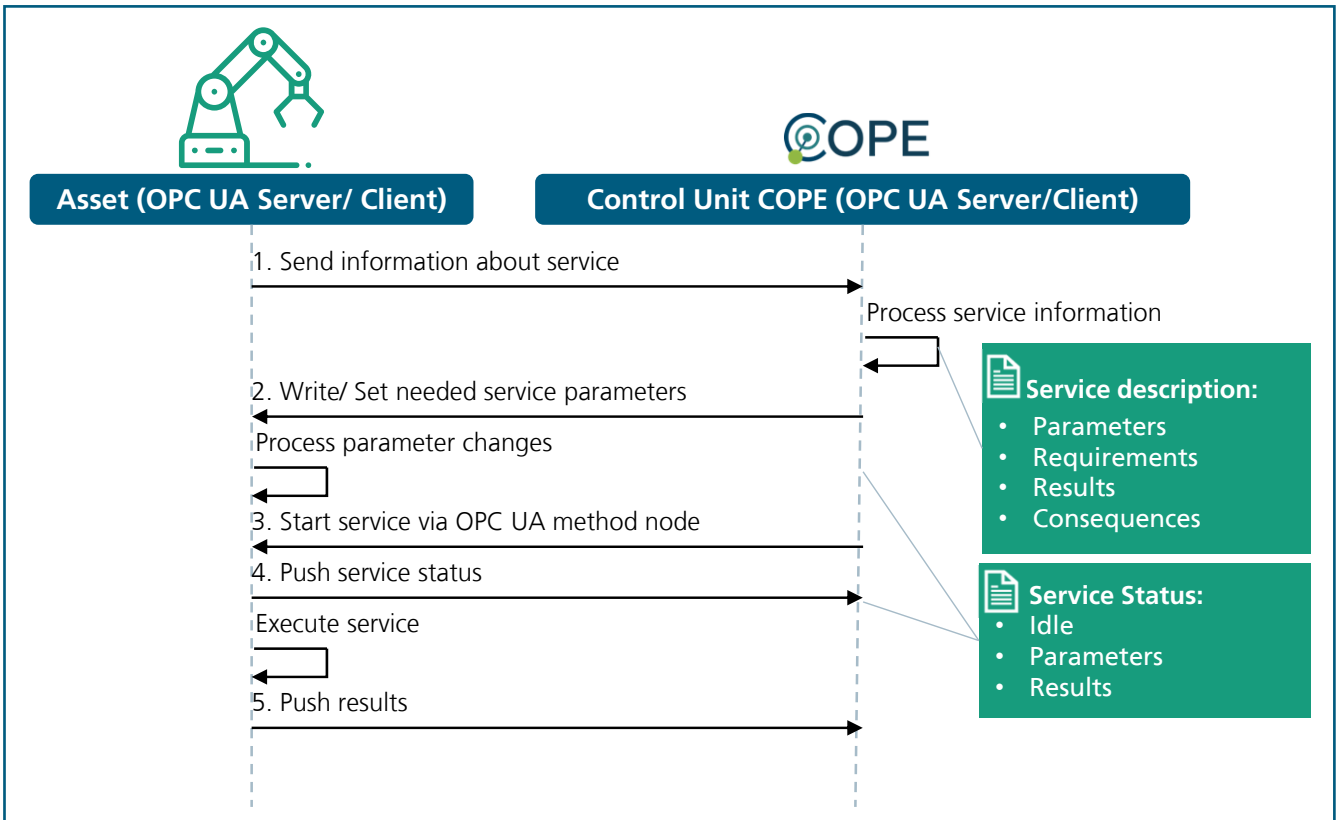 COPE
Asset (OPC UA Server/ Client)
Control Unit COPE (OPC UA Server/Client)
1. Send information about service
Process service information
Service description:
• Parameters
• Requirements
• Results
• Consequences
2. Write/ Set needed service parameters
Process parameter changes
3. Start service via OPC UA method node
4. Push service status
Service Status:
• Idle
• Parameters
• Results
Execute service
5. Push results